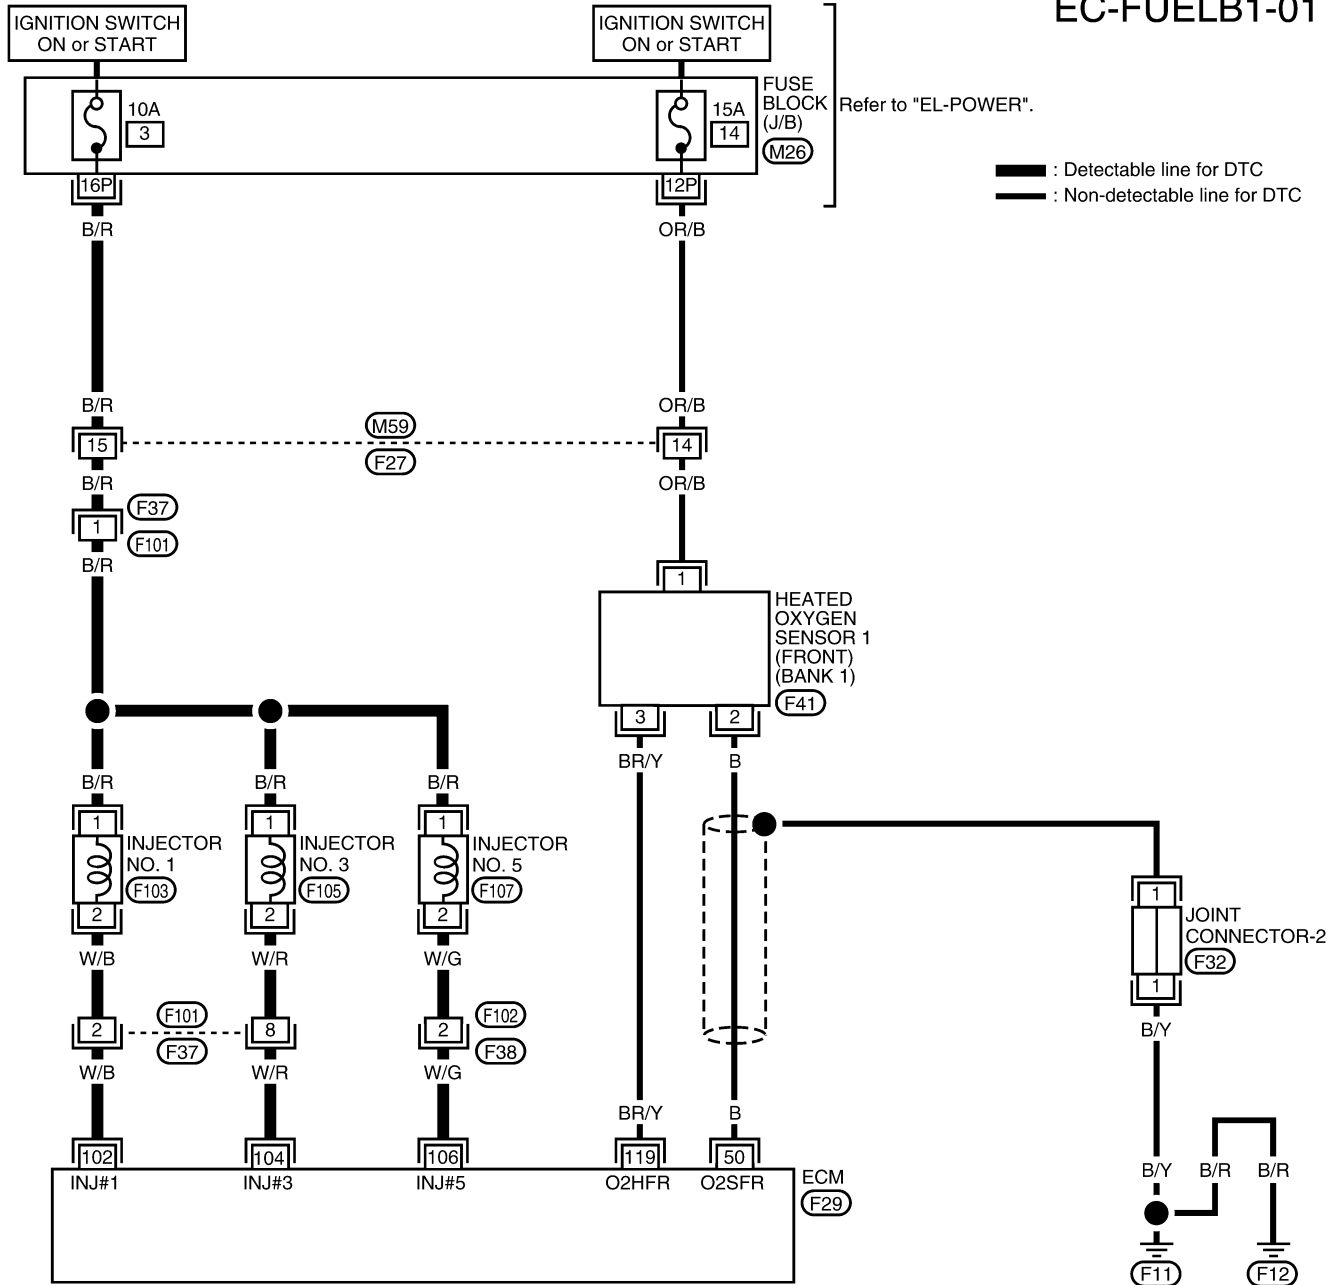 EC-FUELB1-01
IGNITION SWITCH
ON or START
IGNITION SWITCH
ON or START
10A
3
15A
14
FUSE
BLOCK
(J/B)
M26
Refer to "EL-POWER".
: Detectable line for DTC
: Non-detectable line for DTC
16P
12P
B/R
OR/B
B/R
OR/B
15
M59
F27
14
B/R
OR/B
1
F37
F101
B/R
1
HEATED
OXYGEN
SENSOR 1
(FRONT)
(BANK 1)
F41
3
2
BR/Y
B
B/R
B/R
B/R
1
1
1
INJECTOR
NO. 1
F103
INJECTOR
NO. 3
F105
INJECTOR
NO. 5
F107
2
2
2
1
JOINT
CONNECTOR-2
F32
1
W/B
W/R
W/G
B/Y
2
F101
F37
8
2
F102
F38
W/B
W/R
W/G
BR/Y
B
102
104
106
119
50
INJ#1
INJ#3
INJ#5
O2HFR
O2SFR
ECM
F29
B/Y
B/R
B/R
F11
F12